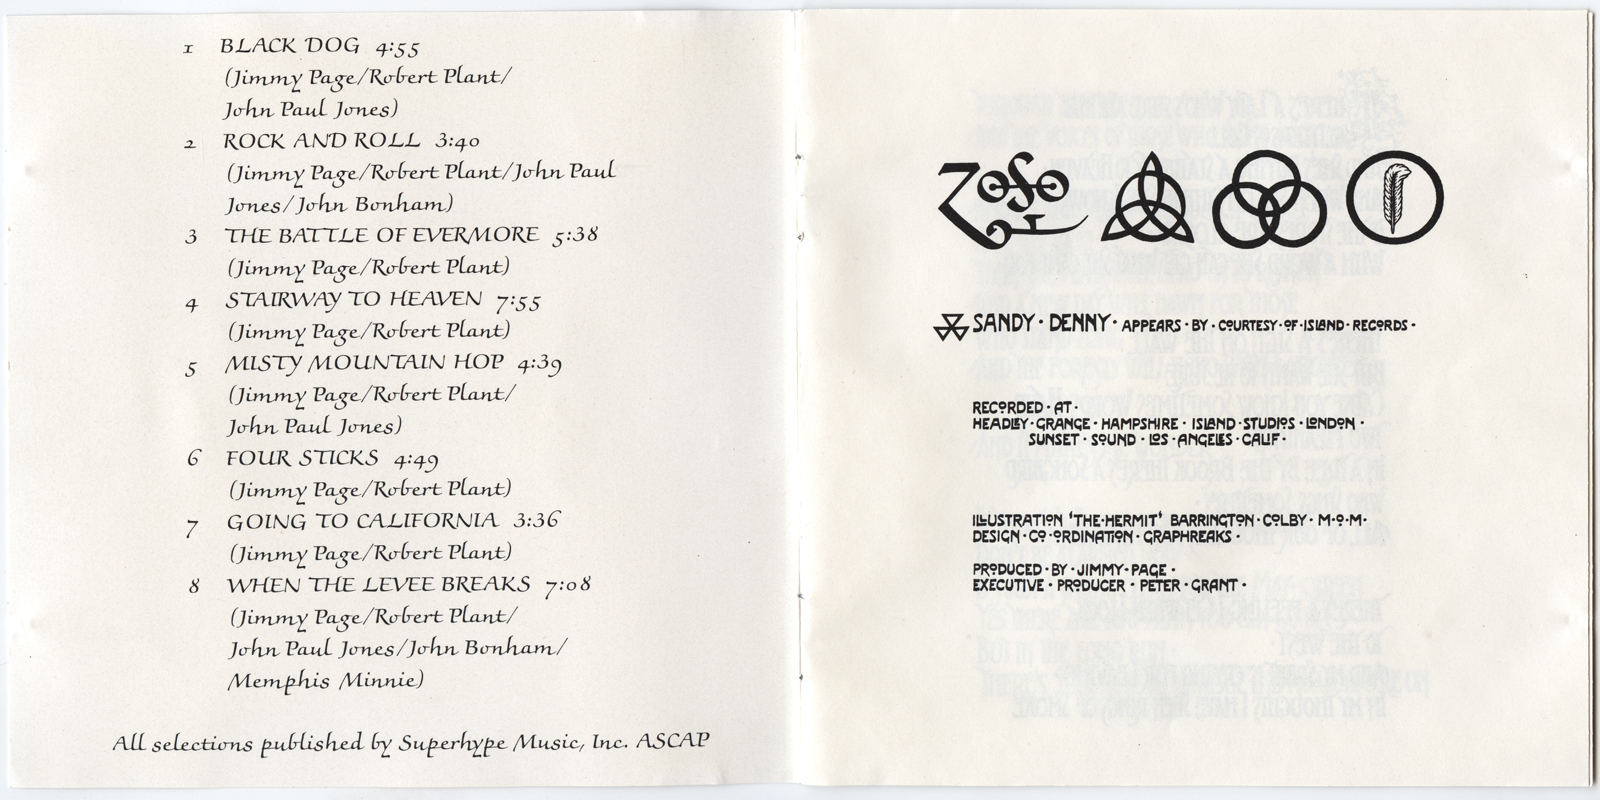 1 BLACK DOG 4:55
(Jimmy Page/Robert Plant/
John Paul Jones)
2 ROCK AND ROLL 3:40
(Jimmy Page/Robert Plant/John Paul
Jones/John Bonham)
3 THE BATTLE OF EVERMORE 5:38
(Jimmy Page/Robert Plant)
4 STAIRWAY TO HEAVEN 7:55
(Jimmy Page/Robert Plant)
5 MISTY MOUNTAIN HOP 4:39
(Jimmy Page/Robert Plant/
John Paul Jones)
6 FOUR STICKS 4:49
(Jimmy Page/Robert Plant)
7 GOING TO CALIFORNIA 3:36
(Jimmy Page/Robert Plant)
8 WHEN THE LEVEE BREAKS 7:08
(Jimmy Page/Robert Plant/
John Paul Jones/John Bonham/
Memphis Minnie)
All selections published by Superhype Music, Inc. ASCAP
ZoSo
SANDY · DENNY · APPEARS · BY · COURTESY · OF · ISLAND · RECORDS ·
RECORDED · AT ·
HEADLEY · GRANGE · HAMPSHIRE · ISLAND · STUDIOS · LONDON ·
SUNSET · SOUND · LOS · ANGELES · CALIF ·
ILLUSTRATION 'THE·HERMIT' BARRINGTON · COLBY · M·O·M·
DESIGN · CO·ORDINATION · GRAPHREAKS ·
PRODUCED · BY · JIMMY · PAGE ·
EXECUTIVE · PRODUCER · PETER · GRANT ·